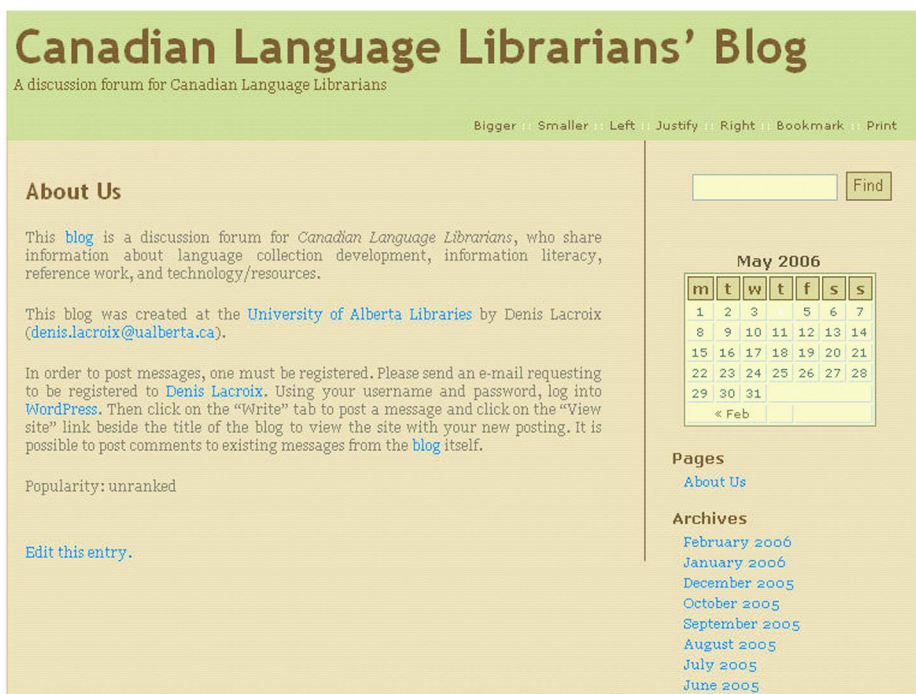 Canadian Language Librarians’ Blog
A discussion forum for Canadian Language Librarians
Bigger :: Smaller :: Left :: Justify :: Right :: Bookmark :: Print
About Us
This blog is a discussion forum for Canadian Language Librarians, who share
information about language collection development, information literacy,
reference work, and technology/resources.
This blog was created at the University of Alberta Libraries by Denis Lacroix
(denis.lacroix@ualberta.ca).
In order to post messages, one must be registered. Please send an e-mail requesting
to be registered to Denis Lacroix. Using your username and password, log into
WordPress. Then click on the “Write” tab to post a message and click on the “View
site” link beside the title of the blog to view the site with your new posting. It is
possible to post comments to existing messages from the blog itself.
Popularity: unranked
Edit this entry.
Find
May 2006
m t w t f s s
1 2 3 4 5 6 7
8 9 10 11 12 13 14
15 16 17 18 19 20 21
22 23 24 25 26 27 28
29 30 31
« Feb
Pages
About Us
Archives
February 2006
January 2006
December 2005
October 2005
September 2005
August 2005
July 2005
June 2005